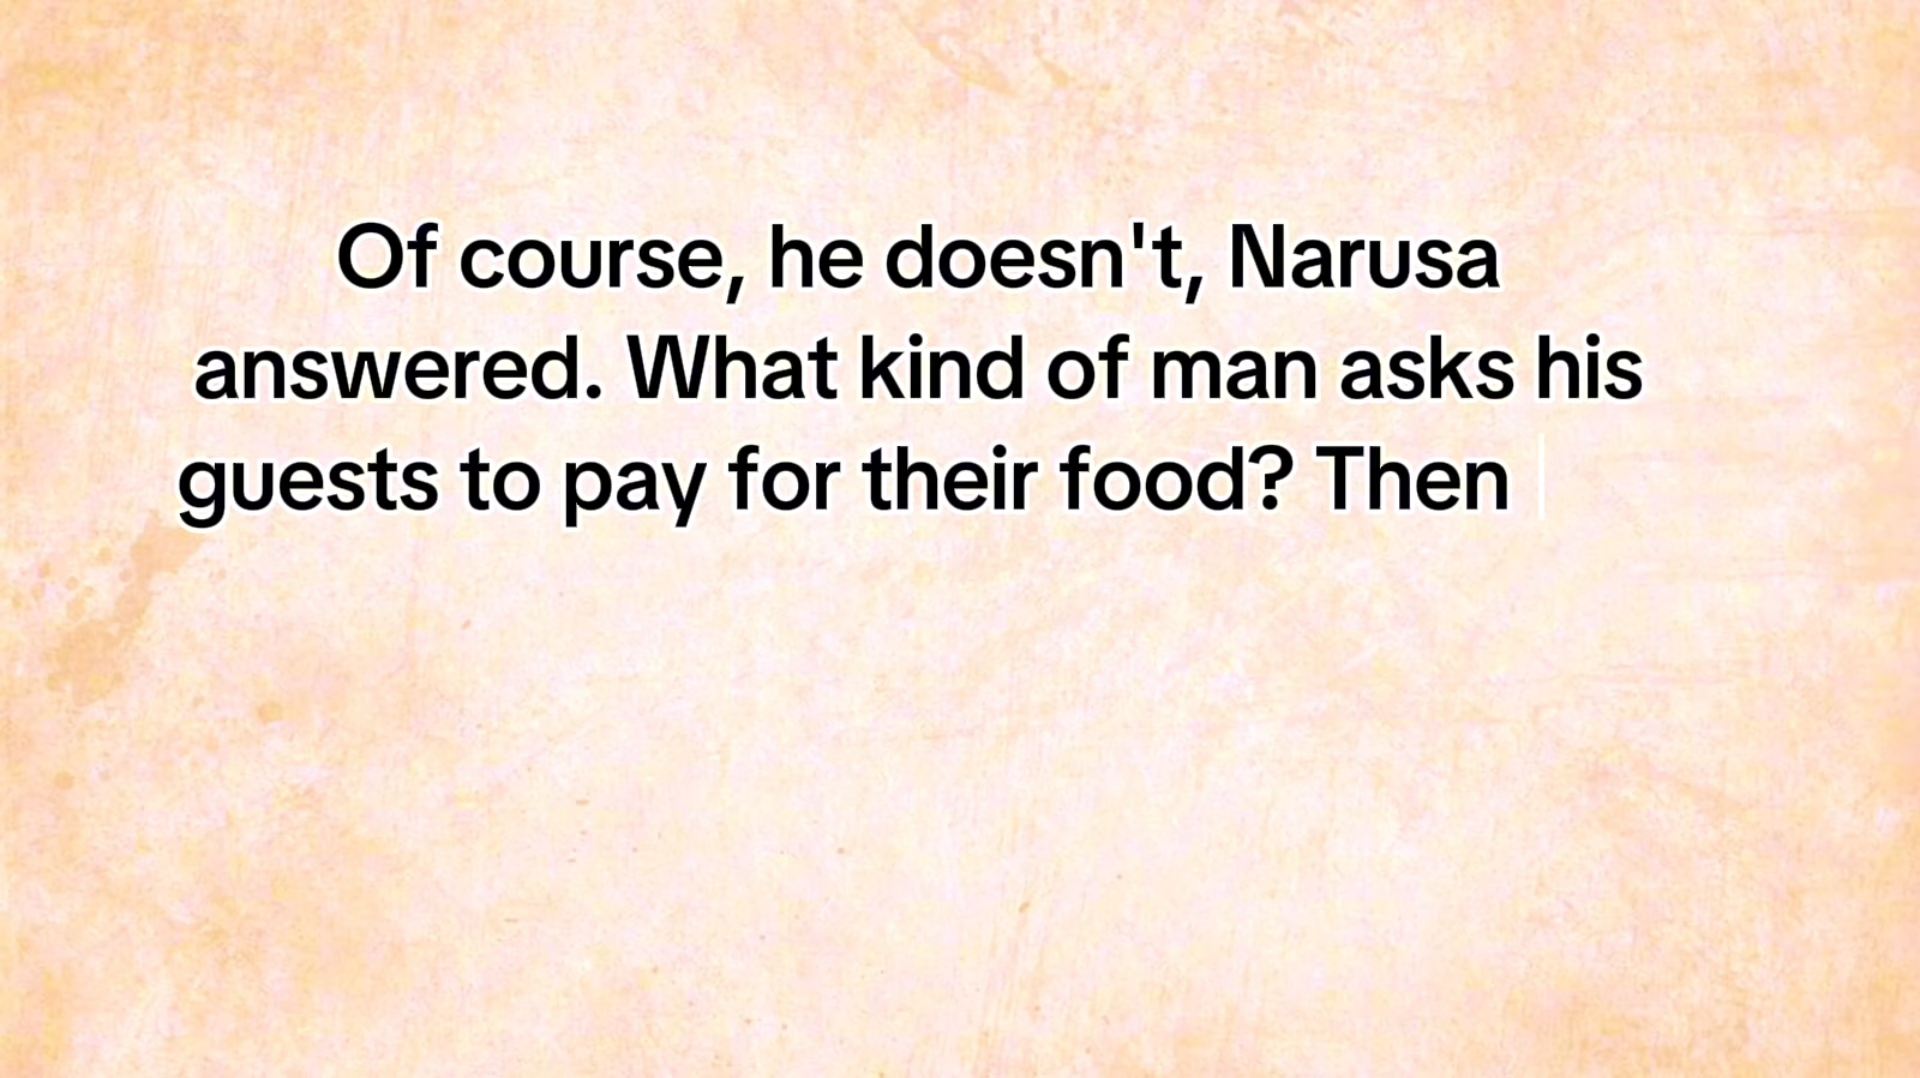 Of course, he doesn't, Narusa
answered. What kind of man asks his
guests to pay for their food? Then